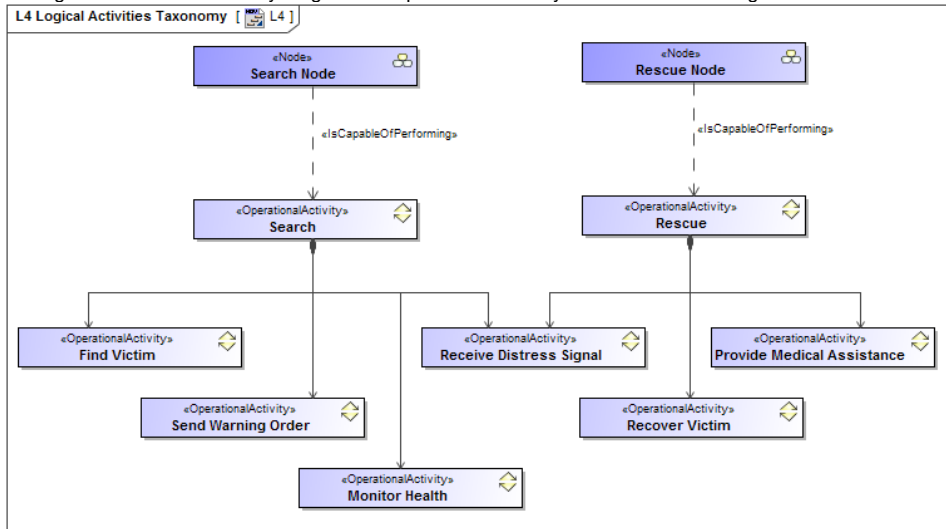 L4 Logical Activities Taxonomy [ L4 ]
«Node»
Search Node
«Node»
Rescue Node
«IsCapableOfPerforming»
«IsCapableOfPerforming»
«OperationalActivity»
Search
«OperationalActivity»
Rescue
«OperationalActivity»
Find Victim
«OperationalActivity»
Receive Distress Signal
«OperationalActivity»
Provide Medical Assistance
«OperationalActivity»
Send Warning Order
«OperationalActivity»
Recover Victim
«OperationalActivity»
Monitor Health